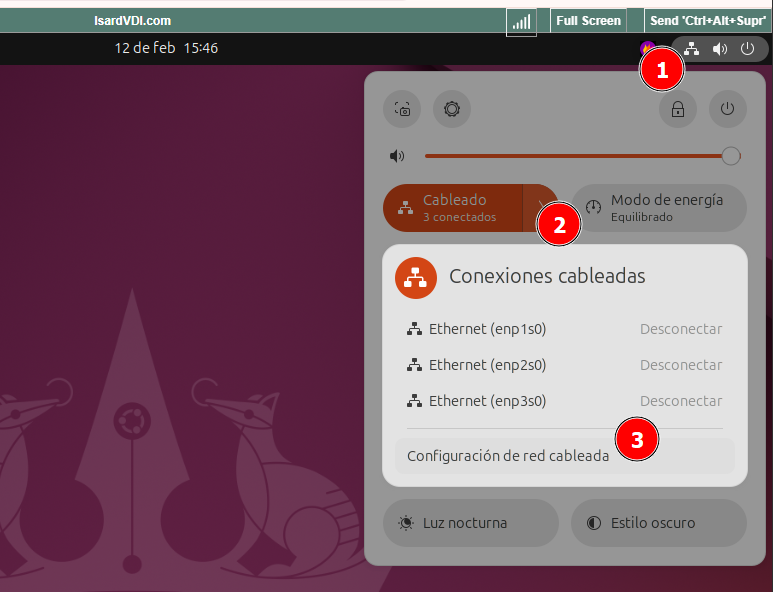 IsardVDI.com
Full Screen
Send 'Ctrl+Alt+Supr'
12 de feb 15:46
1
Cableado
3 conectados
Modo de energía
Equilibrado
2
Conexiones cableadas
Ethernet (enp1s0) Desconectar
Ethernet (enp2s0) Desconectar
Ethernet (enp3s0) Desconectar
3
Configuración de red cableada
Luz nocturna
Estilo oscuro